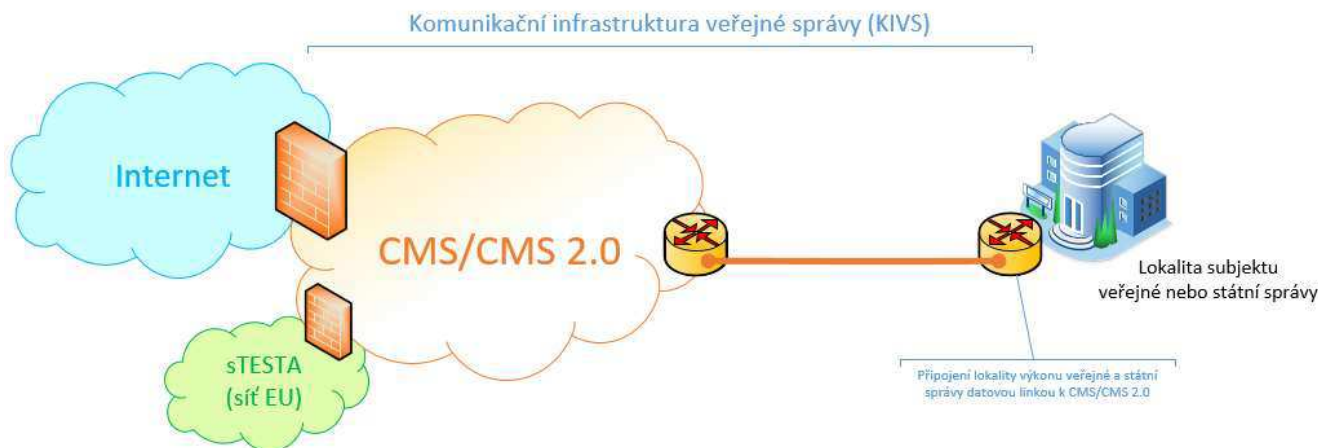 Komunikační infrastruktura veřejné správy (KIVS)
Internet
CMS/CMS 2.0
sTESTA
(síť EU)
Lokalita subjektu
veřejné nebo státní správy
Připojení lokality výkonu veřejné a státní
správy datovou linkou k CMS/CMS 2.0